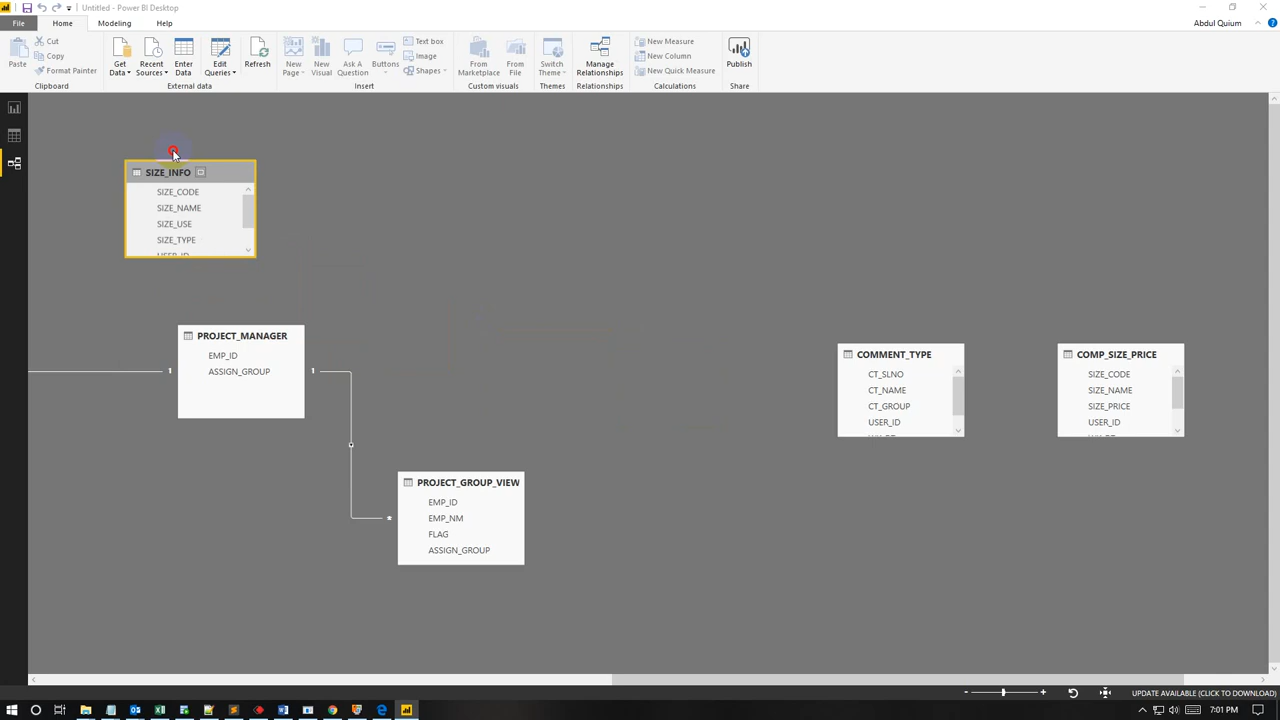 Untitled - Power BI Desktop
File
Home
Modeling
Help
Abdul Quium
Paste
Cut
Copy
Format Painter
Clipboard
Get Data
Recent Sources
Enter Data
Edit Queries
Refresh
External data
New Page
New Visual
Ask A Question
Buttons
Text box
Image
Shapes
Insert
From Marketplace
From File
Custom visuals
Switch Theme
Themes
Manage Relationships
Relationships
New Measure
New Column
New Quick Measure
Calculations
Publish
Share
SIZE_INFO
SIZE_CODE
SIZE_NAME
SIZE_USE
SIZE_TYPE
USER_ID
PROJECT_MANAGER
EMP_ID
ASSIGN_GROUP
1
1
*
PROJECT_GROUP_VIEW
EMP_ID
EMP_NM
FLAG
ASSIGN_GROUP
COMMENT_TYPE
CT_SLNO
CT_NAME
CT_GROUP
USER_ID
COMP_SIZE_PRICE
SIZE_CODE
SIZE_NAME
SIZE_PRICE
USER_ID
UPDATE AVAILABLE (CLICK TO DOWNLOAD)
7:01 PM